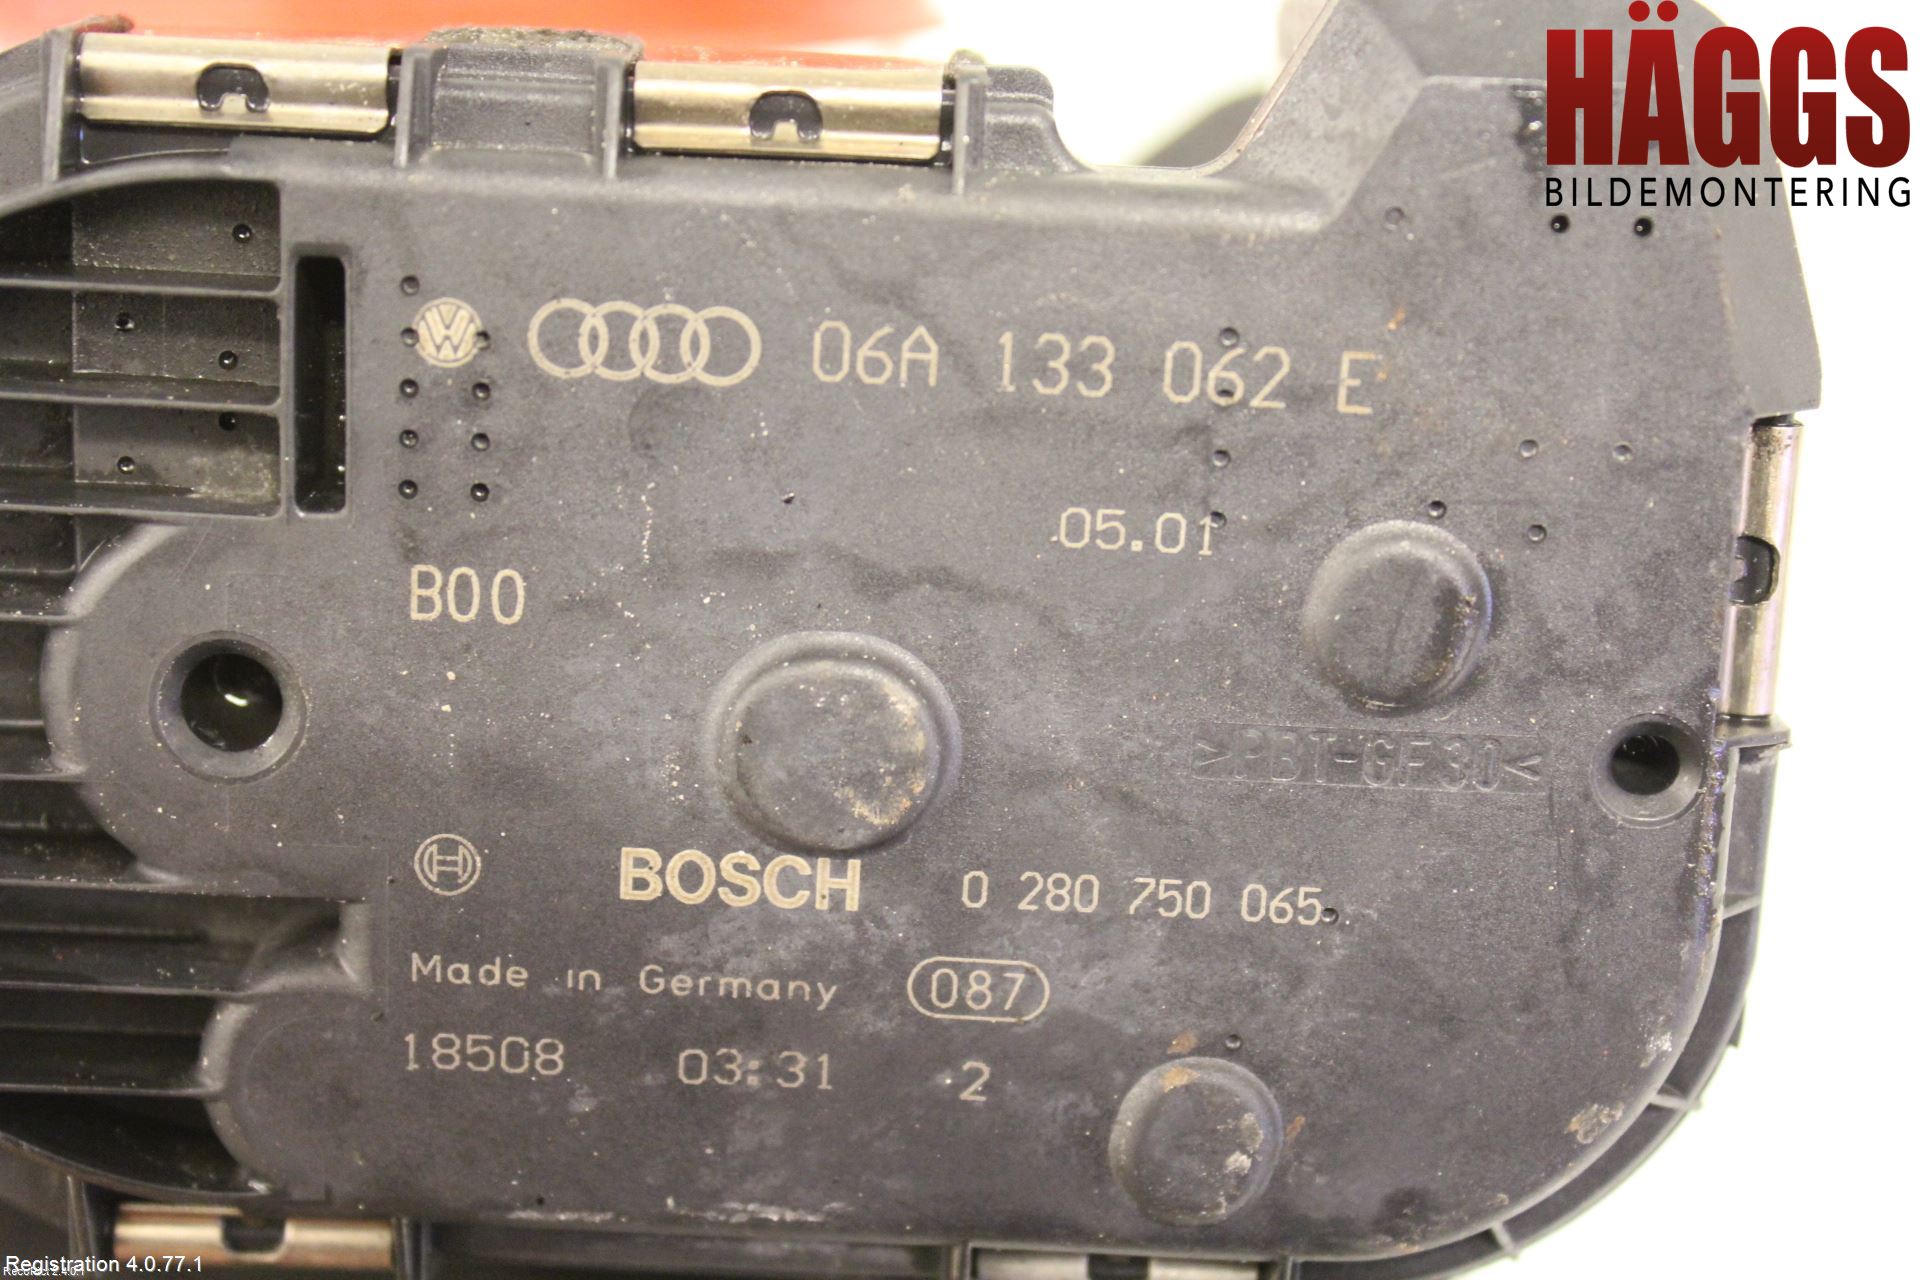 HÄGGS
BILDEMONTERING
06A 133 062 E
05.01
B00
>PBT-GF30<
BOSCH 0 280 750 065
Made in Germany 087
18508 03:31 2
Registration 4.0.77.1